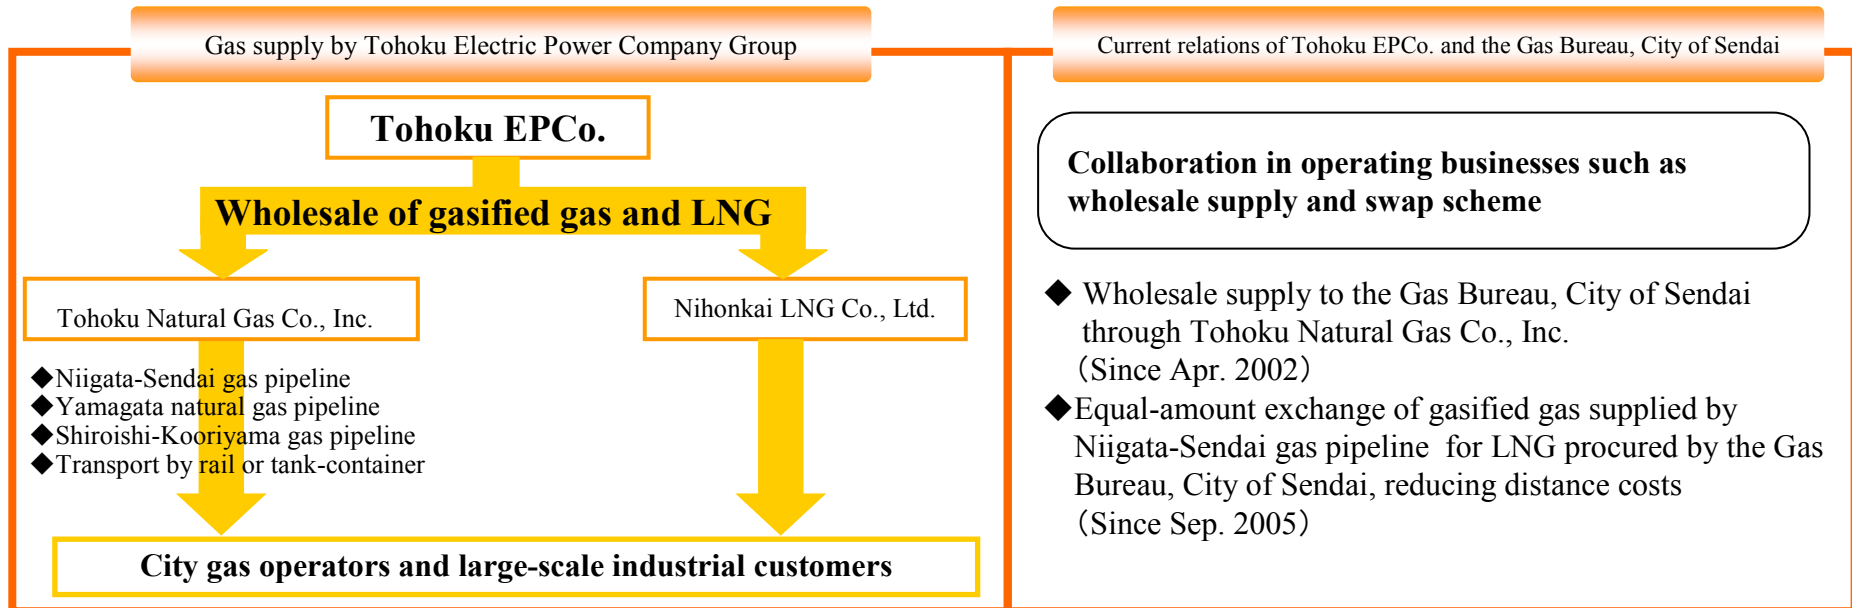 Gas supply by Tohoku Electric Power Company Group
Tohoku EPCo.
Wholesale of gasified gas and LNG
Tohoku Natural Gas Co., Inc.
Nihonkai LNG Co., Ltd.
◆Niigata-Sendai gas pipeline
◆Yamagata natural gas pipeline
◆Shiroishi-Kooriyama gas pipeline
◆Transport by rail or tank-container
City gas operators and large-scale industrial customers
Current relations of Tohoku EPCo. and the Gas Bureau, City of Sendai
Collaboration in operating businesses such as
wholesale supply and swap scheme
◆ Wholesale supply to the Gas Bureau, City of Sendai
through Tohoku Natural Gas Co., Inc.
（Since Apr. 2002）
◆Equal-amount exchange of gasified gas supplied by
Niigata-Sendai gas pipeline for LNG procured by the Gas
Bureau, City of Sendai, reducing distance costs
（Since Sep. 2005）